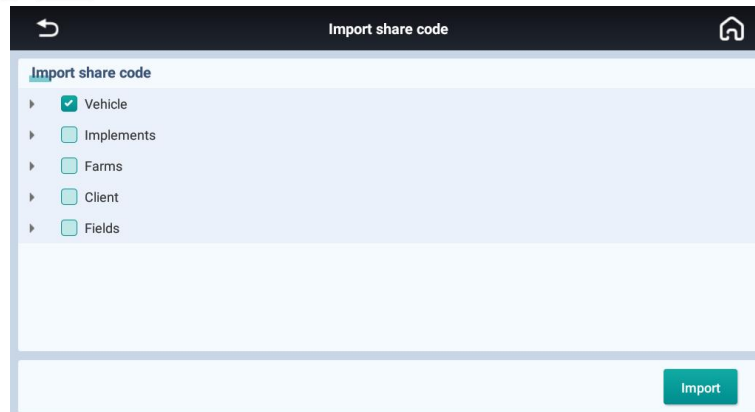 Import share code
Import share code
Vehicle
Implements
Farms
Client
Fields
Import